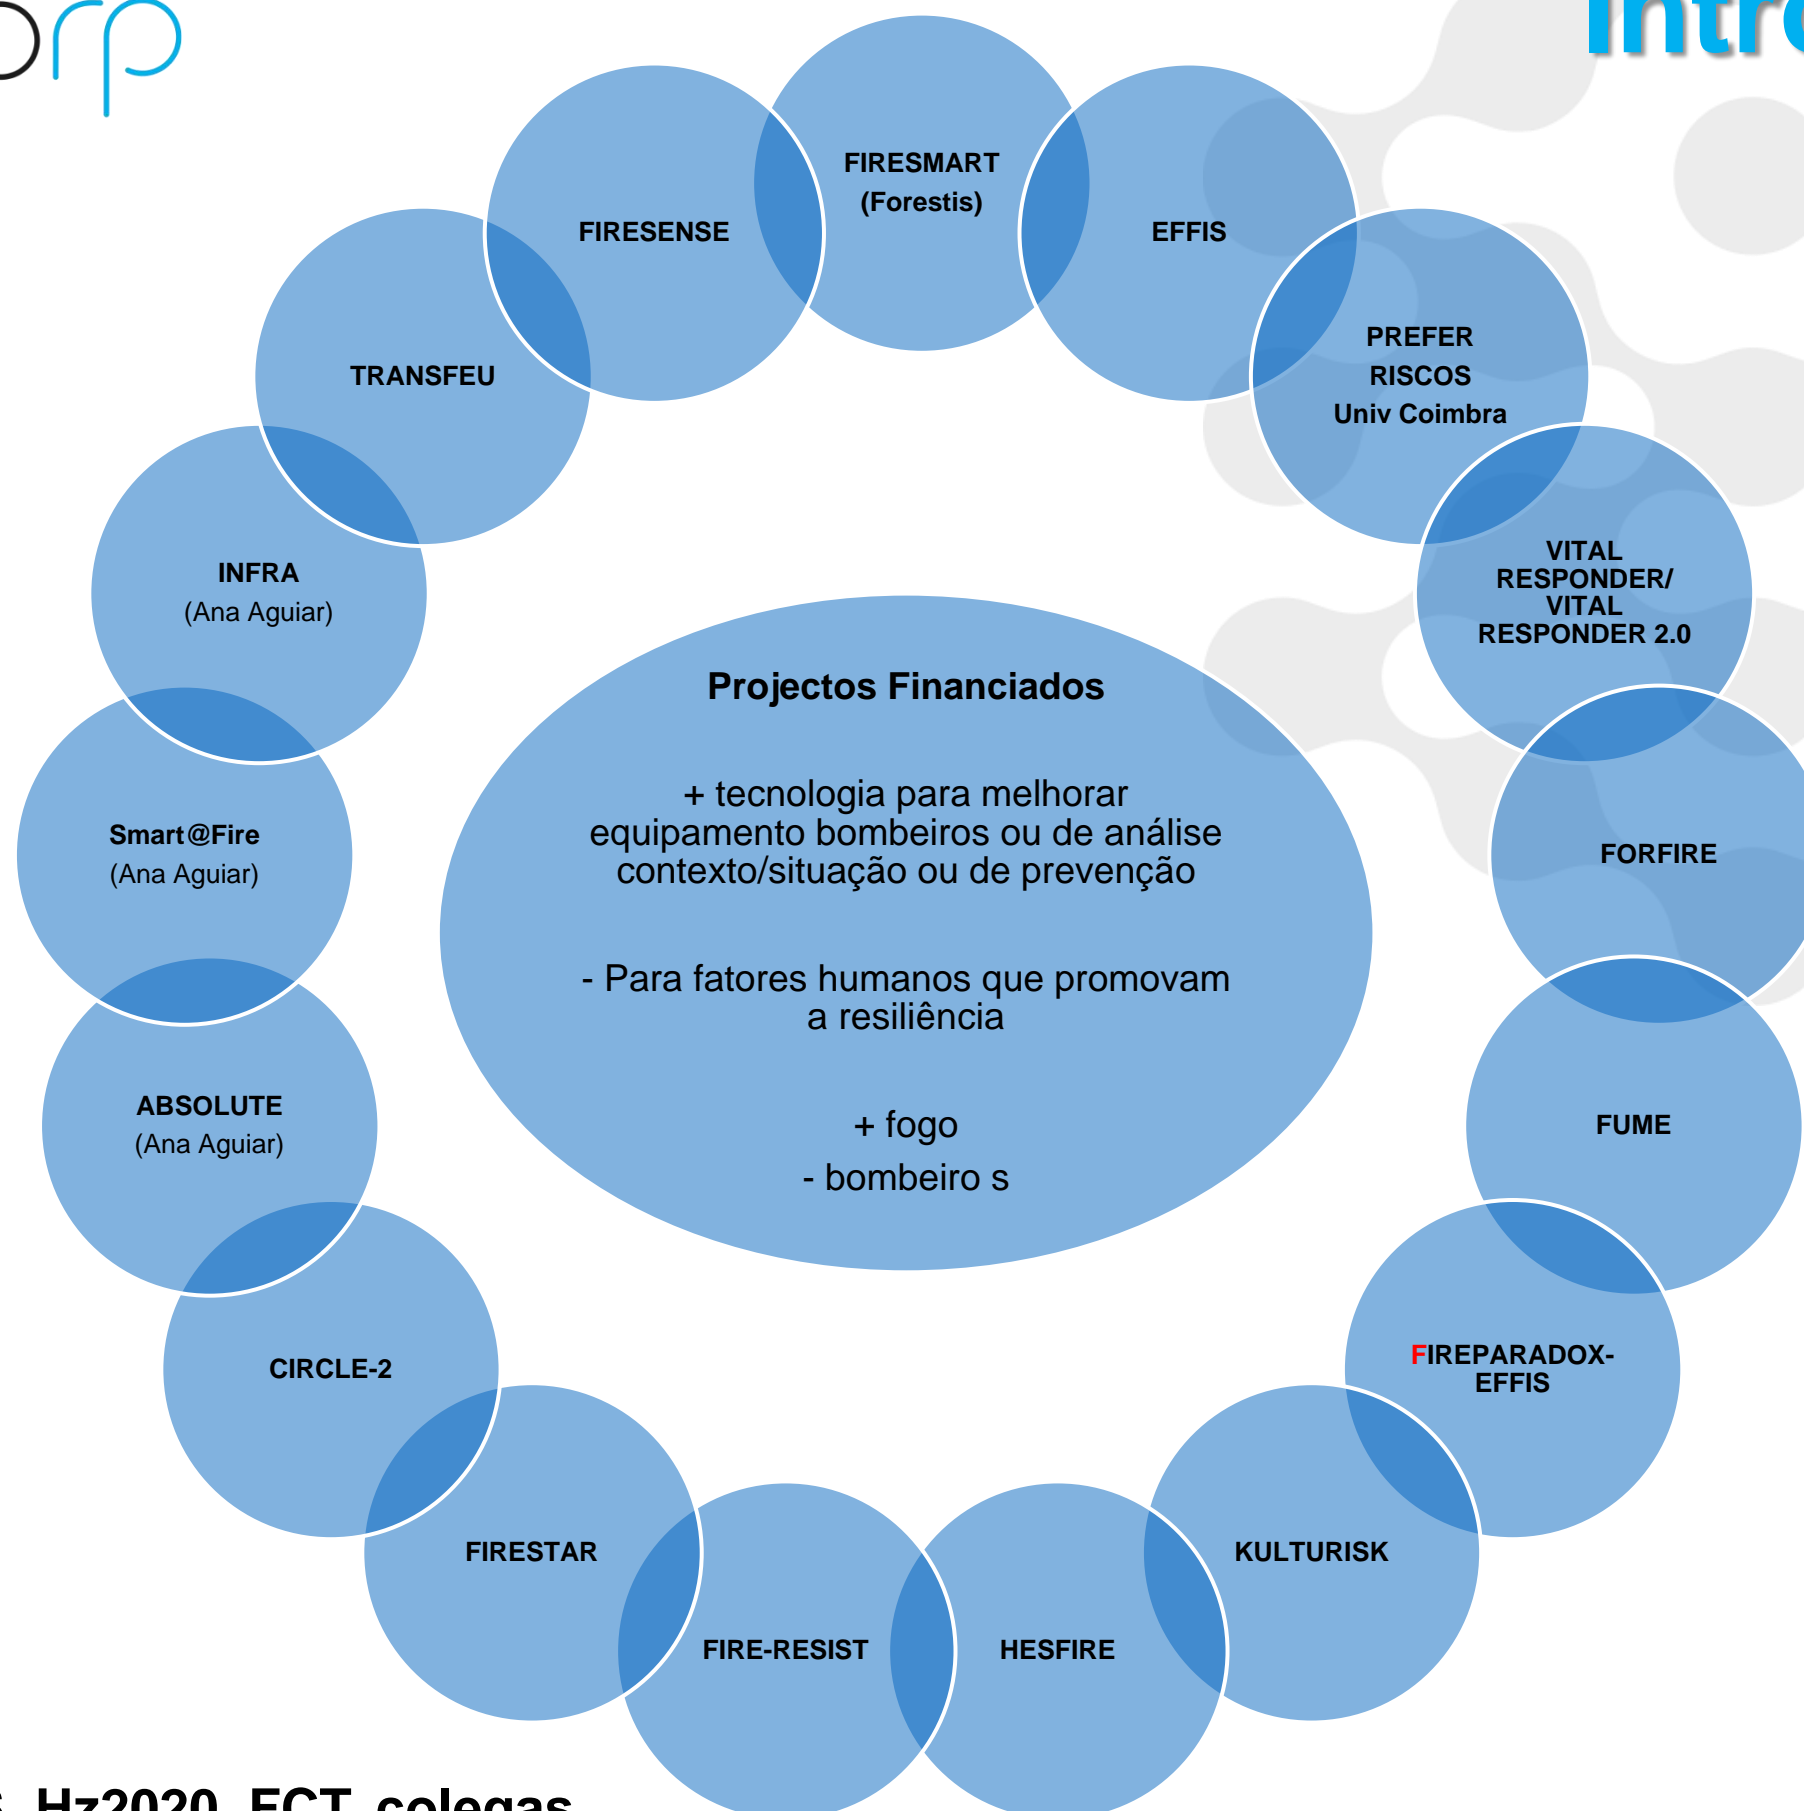 FIRESMART
(Forestis)
EFFIS
PREFER
RISCOS
Univ Coimbra
VITAL
RESPONDER/
VITAL
RESPONDER 2.0
FORFIRE
FUME
FIREPARADOX-
EFFIS
KULTURISK
HESFIRE
FIRE-RESIST
FIRESTAR
CIRCLE-2
ABSOLUTE
(Ana Aguiar)
Smart@Fire
(Ana Aguiar)
INFRA
(Ana Aguiar)
TRANSFEU
FIRESENSE
Projectos Financiados
+ tecnologia para melhorar
equipamento bombeiros ou de análise
contexto/situação ou de prevenção
- Para fatores humanos que promovam
a resiliência
+ fogo
- bombeiro s
Hz2020, FCT, colegas